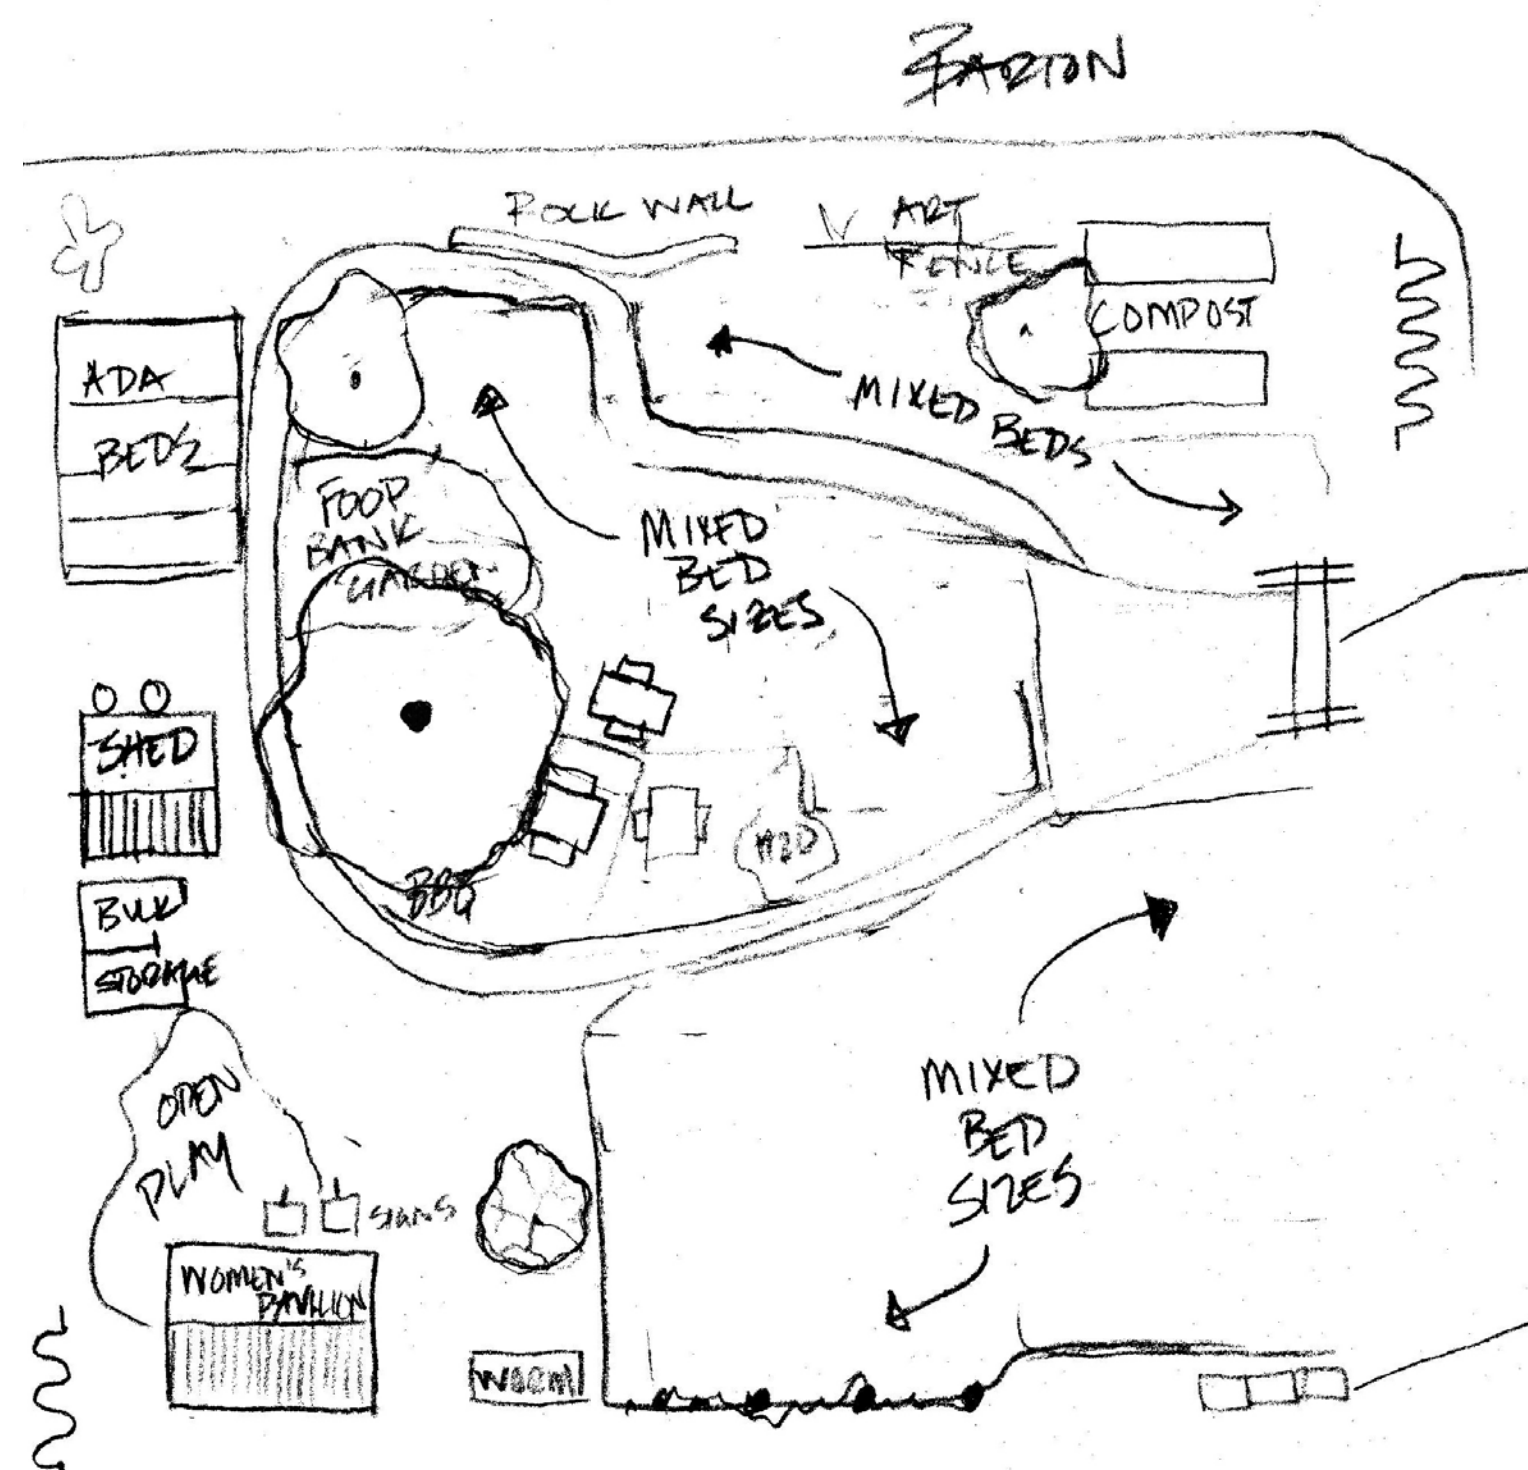 BARTON
ROCK WALL
ART
FENCE
COMPOST
ADA
BEDS
MIXED
BEDS
FOOD
BANK
GARDEN
MIXED
BED
SIZES
SHED
H2O
BBQ
BULK
STORAGE
OPEN
PLAY
SIGNS
MIXED
BED
SIZES
WOMEN'S
PAVILION
WORM